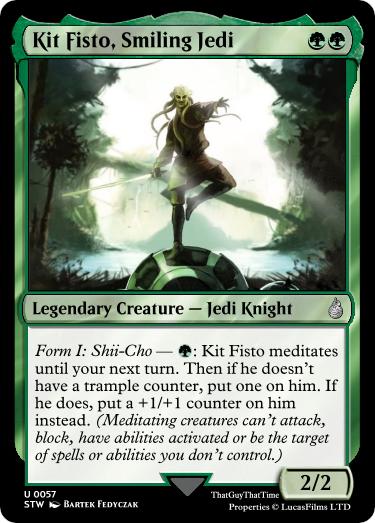 Kit Fisto, Smiling Jedi
Legendary Creature — Jedi Knight
Form I: Shii-Cho — : Kit Fisto meditates
until your next turn. Then if he doesn't
have a trample counter, put one on him. If
he does, put a +1/+1 counter on him
instead. (Meditating creatures can't attack,
block, have abilities activated or be the target
of spells or abilities you don't control.)
2/2
U 0057
STW Bartek Fedyczak
ThatGuyThatTime
Properties © LucasFilms LTD